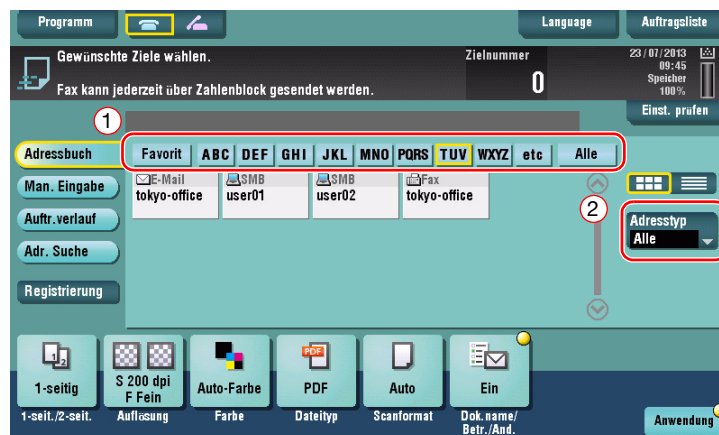 Programm
Language
Auftragsliste
Gewünschte Ziele wählen.
Zielnummer
0
23/07/2013
09:45
Speicher
100%
Fax kann jederzeit über Zahlenblock gesendet werden.
Einst. prüfen
1
Adressbuch
Favorit ABC DEF GHI JKL MNO PQRS TUV WXYZ etc Alle
Man. Eingabe
E-Mail
tokyo-office
SMB
user01
SMB
user02
Fax
tokyo-office
2
Auftr.verlauf
Adresstyp
Alle
Adr. Suche
Registrierung
1-seitig
S 200 dpi
F Fein
Auto-Farbe
PDF
PDF
Auto
Ein
1-seit./2-seit.
Auflösung
Farbe
Dateityp
Scanformat
Dok.name/
Betr./Änd.
Anwendung